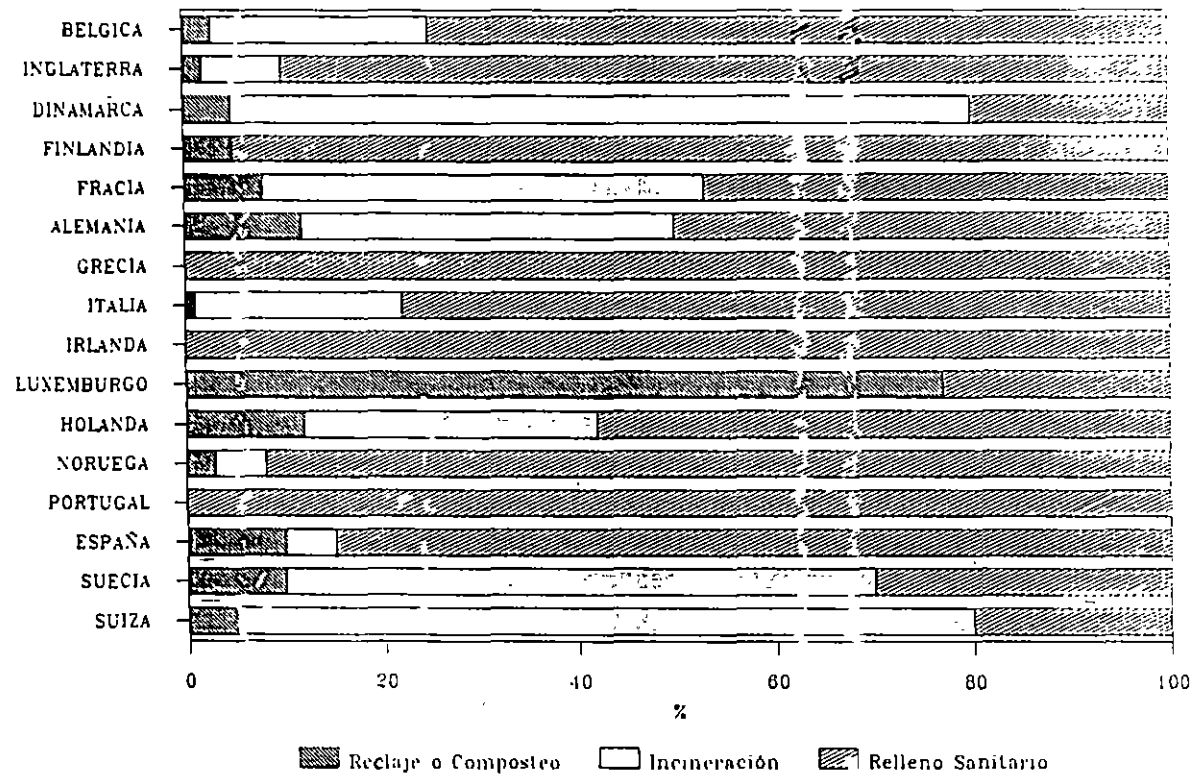 BELGICA
INGLATERRA
DINAMARCA
FINLANDIA
FRACIA
ALEMANIA
GRECIA
ITALIA
IRLANDA
LUXEMBURGO
HOLANDA
NORUEGA
PORTUGAL
ESPAÑA
SUECIA
SUIZA
0 20 40 60 80 100
%
Reclaje o Composteo Incineración Relleno Sanitario